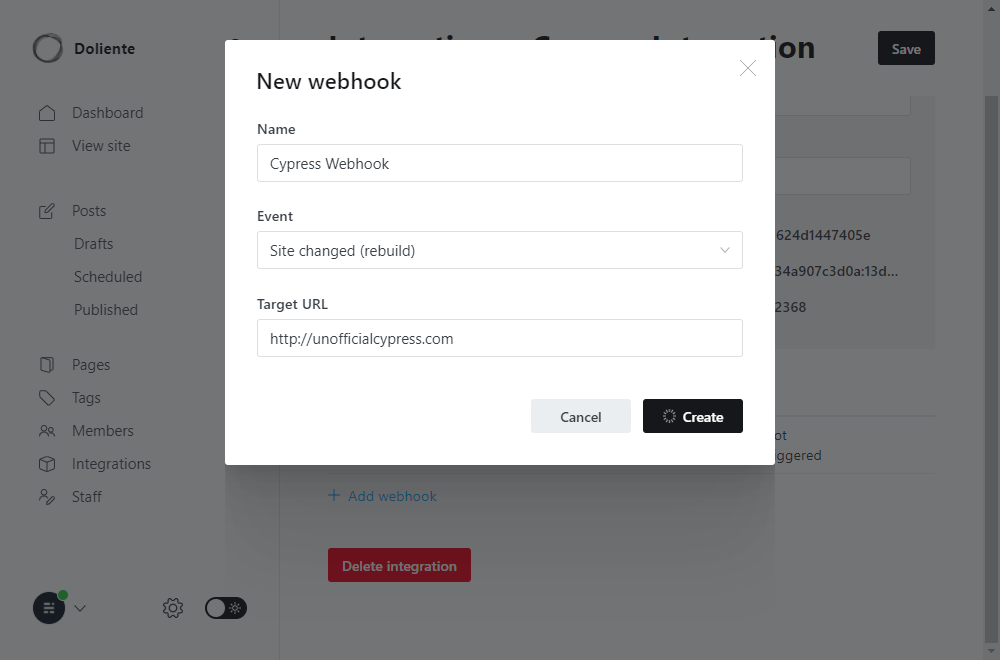 Doliente
Dashboard
View site
Posts
Drafts
Scheduled
Published
Pages
Tags
Members
Integrations
Staff
Save
New webhook
Name
Cypress Webhook
Event
Site changed (rebuild)
Target URL
http://unofficialcypress.com
Cancel
Create
624d1447405e
34a907c3d0a:13d...
2368
+ Add webhook
Delete integration